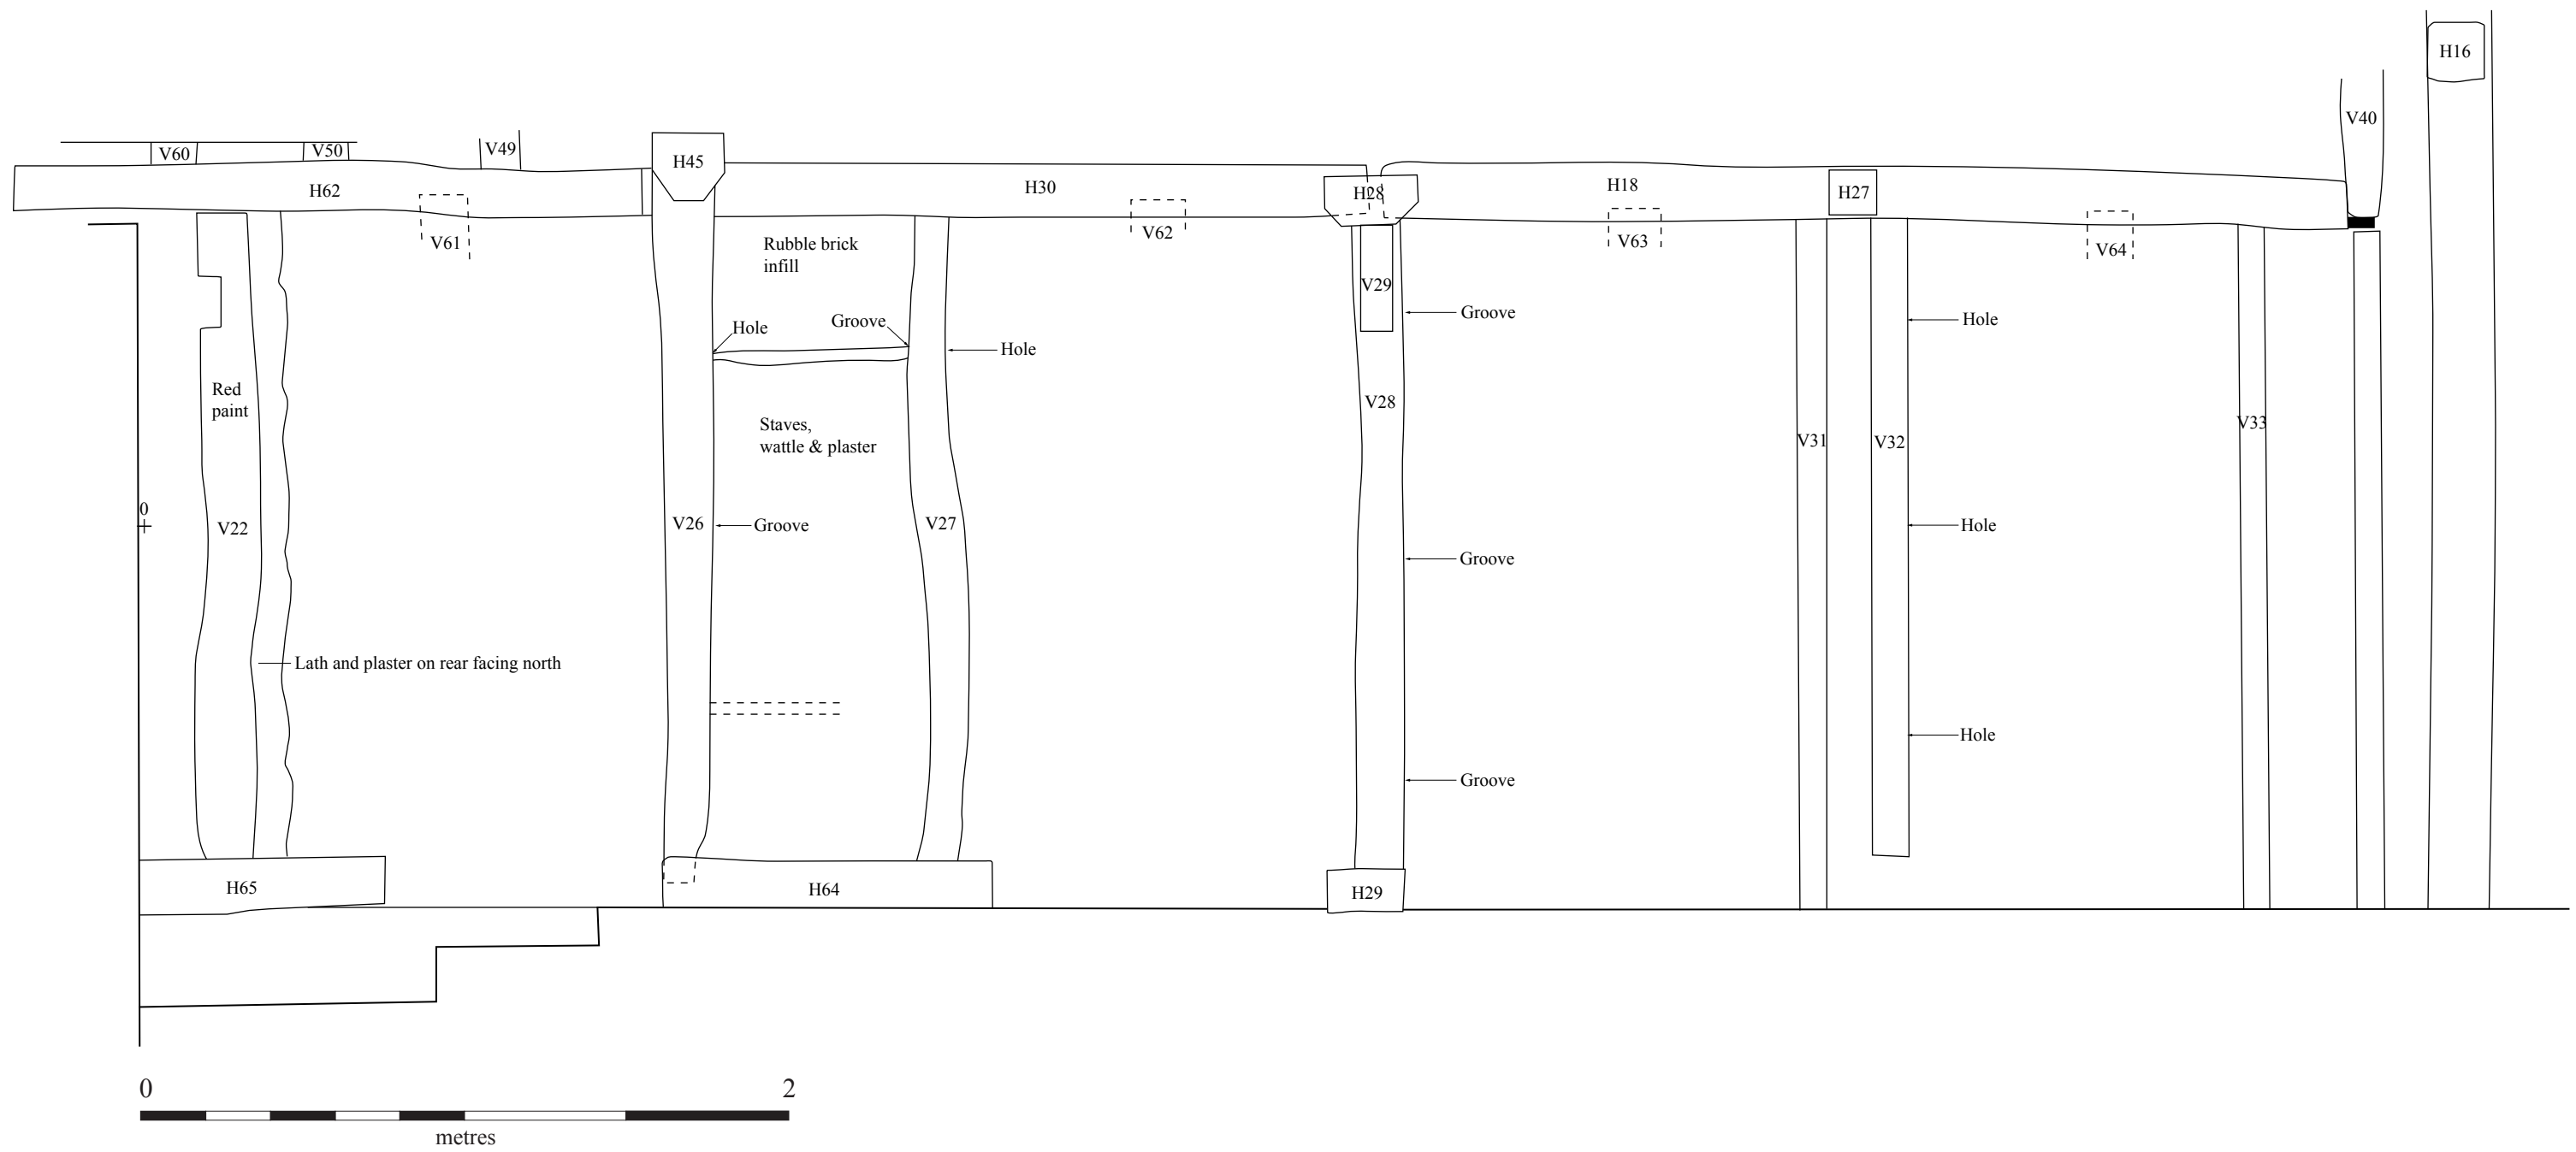 H16
V40
V60
V50
V49
H45
H62
H30
H28
H18
H27
V61
V62
V63
V64
Rubble brick
infill
V29
Groove
Hole
Hole
Groove
Hole
Red
paint
V28
Staves,
wattle & plaster
V31
V32
V33
0
V22
V26
Groove
V27
Hole
Groove
Lath and plaster on rear facing north
Hole
Groove
H65
H64
H29
0
2
metres